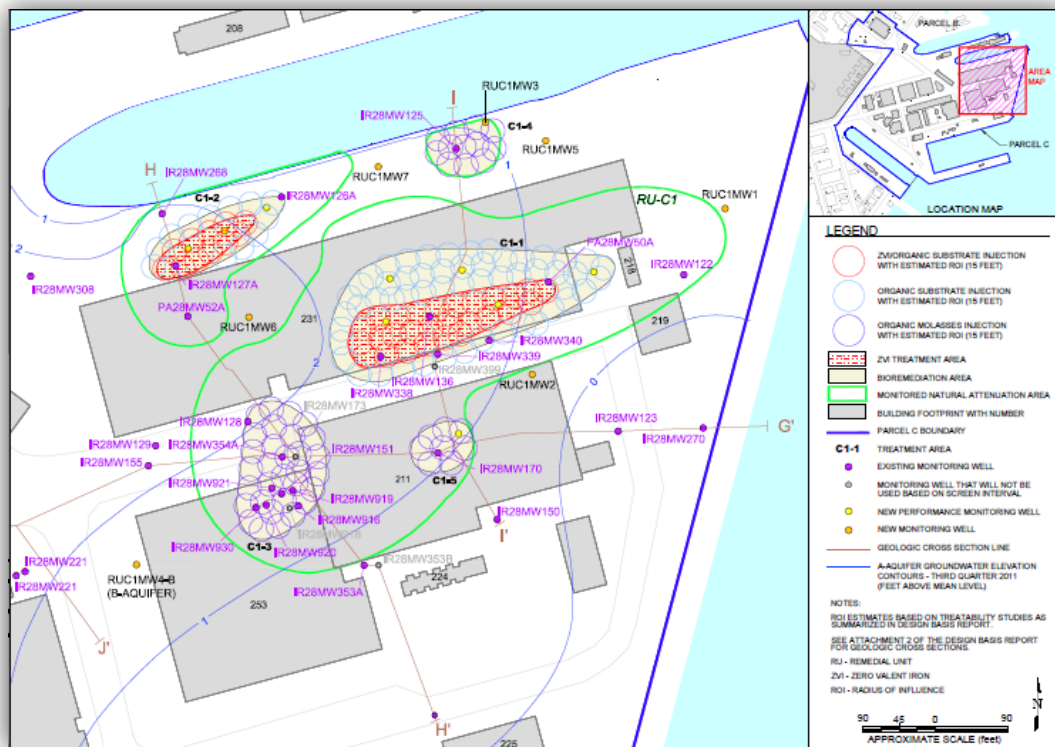 208
RUC1MW3
I
IR28MW125
C1-4
1
RUC1MW5
RUC1MW7
H
IR28MW268
C1-2
IR28MW126A
RU-C1
RUC1MW1
1
2
C1-1
PA28MW50A
218
IR28MW122
IR28MW308
IR28MW127A
PA28MW52A
231
RUC1MW6
219
2
IR28MW340
IR28MW339
0
IR28MW399
IR28MW136
IR28MW338
RUC1MW2
IR28MW173
IR28MW128
IR28MW123
G'
IR28MW129
IR28MW354A
IR28MW151
IR28MW270
IR28MW155
IR28MW170
211
C1-5
IR28MW921
IR28MW919
IR28MW916
IR28MW150
I'
IR28MW930
C1-3
IR28MW920
IR28MW221
RUC1MW4-B
(B-AQUIFER)
IR28MW353B
IR28MW221
224
IR28MW353A
253
1
J'
H'
225
PARCEL B
AREA
MAP
PARCEL C
LOCATION MAP
LEGEND
ZVI/ORGANIC SUBSTRATE INJECTION
WITH ESTIMATED ROI (15 FEET)
ORGANIC SUBSTRATE INJECTION
WITH ESTIMATED ROI (15 FEET)
ORGANIC MOLASSES INJECTION
WITH ESTIMATED ROI (15 FEET)
ZVI TREATMENT AREA
BIOREMEDIATION AREA
MONITORED NATURAL ATTENUATION AREA
BUILDING FOOTPRINT WITH NUMBER
PARCEL C BOUNDARY
C1-1 TREATMENT AREA
EXISTING MONITORING WELL
MONITORING WELL THAT WILL NOT BE
USED BASED ON SCREEN INTERVAL
NEW PERFORMANCE MONITORING WELL
NEW MONITORING WELL
GEOLOGIC CROSS SECTION LINE
A-AQUIFER GROUNDWATER ELEVATION
CONTOURS - THIRD QUARTER 2011
(FEET ABOVE MEAN LEVEL)
NOTES:
ROI ESTIMATES BASED ON TREATABILITY STUDIES AS
SUMMARIZED IN DESIGN BASIS REPORT.
SEE ATTACHMENT 2 OF THE DESIGN BASIS REPORT
FOR GEOLOGIC CROSS SECTIONS.
RU - REMEDIAL UNIT
ZVI - ZERO VALENT IRON
ROI - RADIUS OF INFLUENCE
N
90 45 0 90
APPROXIMATE SCALE (feet)